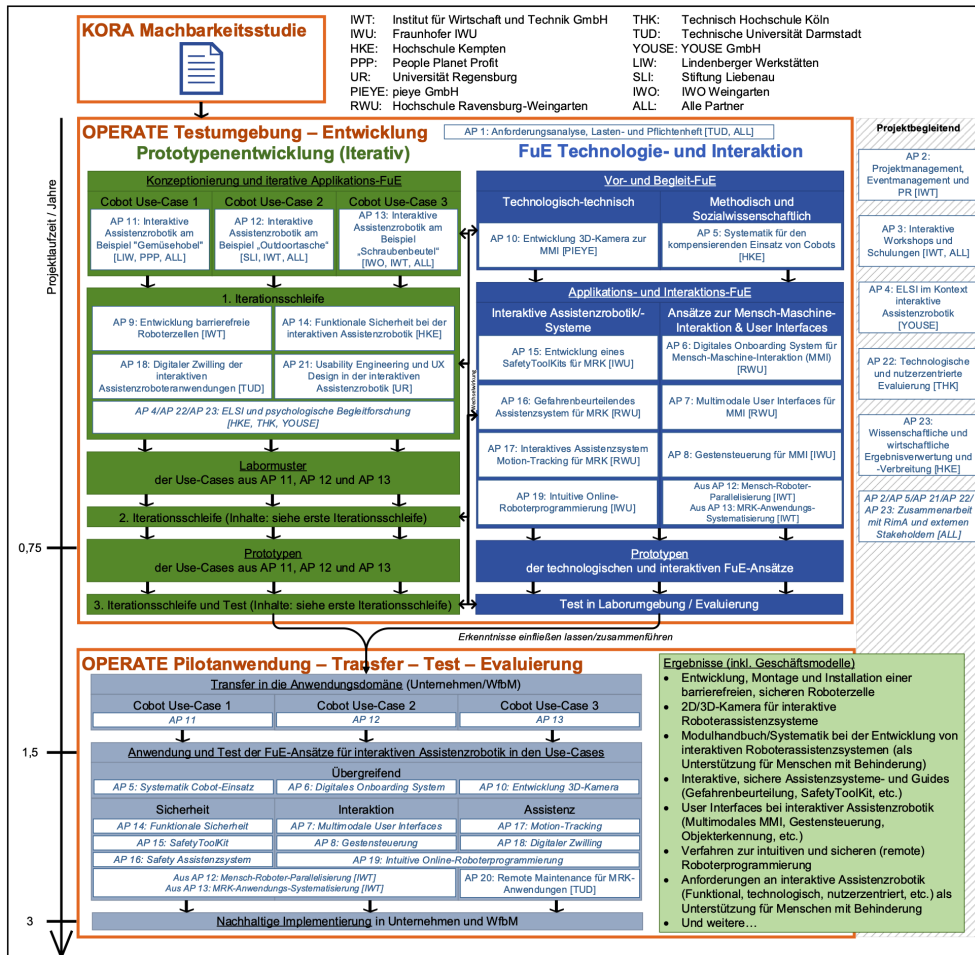 KORA Machbarkeitsstudie
IWT: Institut für Wirtschaft und Technik GmbH
IWU: Fraunhofer IWU
HKE: Hochschule Kempten
PPP: People Planet Profit
UR: Universität Regensburg
PIEYE: pieye GmbH
RWU: Hochschule Ravensburg-Weingarten
THK: Technisch Hochschule Köln
TUD: Technische Universität Darmstadt
YOUSE: YOUSE GmbH
LIW: Lindenberger Werkstätten
SLI: Stiftung Liebenau
IWO: IWO Weingarten
ALL: Alle Partner
Projektlaufzeit / Jahre
0,75
1,5
3
OPERATE Testumgebung – Entwicklung
AP 1: Anforderungsanalyse, Lasten- und Pflichtenheft [TUD, ALL]
Prototypenentwicklung (Iterativ)
Konzeptionierung und iterative Applikations-FuE
Cobot Use-Case 1
AP 11: Interaktive
Assistenzrobotik am
Beispiel "Gemüsehobel"
[LIW, PPP, ALL]
Cobot Use-Case 2
AP 12: Interaktive
Assistenzrobotik am
Beispiel „Outdoortasche"
[SLI, IWT, ALL]
Cobot Use-Case 3
AP 13: Interaktive
Assistenzrobotik am
Beispiel
„Schraubenbeutel"
[IWO, IWT, ALL]
1. Iterationsschleife
AP 9: Entwicklung barrierefreie
Roboterzellen [IWT]
AP 14: Funktionale Sicherheit bei der
interaktiven Assistenzrobotik [HKE]
AP 18: Digitaler Zwilling der
interaktiven
Assistenzroboteranwendungen [TUD]
AP 21: Usability Engineering und UX
Design in der interaktiven
Assistenzrobotik [UR]
AP 4/AP 22/AP 23: ELSI und psychologische Begleitforschung
[HKE, THK, YOUSE]
Labormuster
der Use-Cases aus AP 11, AP 12 und AP 13
2. Iterationsschleife (Inhalte: siehe erste Iterationsschleife)
Prototypen
der Use-Cases aus AP 11, AP 12 und AP 13
3. Iterationsschleife und Test (Inhalte: siehe erste Iterationsschleife)
Wechselwirkung
FuE Technologie- und Interaktion
Vor- und Begleit-FuE
Technologisch-technisch
AP 10: Entwicklung 3D-Kamera zur
MMI [PIEYE]
Methodisch und
Sozialwissenschaftlich
AP 5: Systematik für den
kompensierenden Einsatz von Cobots
[HKE]
Applikations- und Interaktions-FuE
Interaktive Assistenzrobotik/-
Systeme
AP 15: Entwicklung eines
SafetyToolKits für MRK [IWU]
AP 16: Gefahrenbeurteilendes
Assistenzsystem für MRK [RWU]
AP 17: Interaktives Assistenzsystem
Motion-Tracking für MRK [RWU]
AP 19: Intuitive Online-
Roboterprogrammierung [IWU]
Ansätze zur Mensch-Maschine-
Interaktion & User Interfaces
AP 6: Digitales Onboarding System für
Mensch-Maschine-Interaktion (MMI)
[RWU]
AP 7: Multimodale User Interfaces für
MMI [RWU]
AP 8: Gestensteuerung für MMI [IWU]
Aus AP 12: Mensch-Roboter-
Parallelisierung [IWT]
Aus AP 13: MRK-Anwendungs-
Systematisierung [IWT]
Prototypen
der technologischen und interaktiven FuE-Ansätze
Test in Laborumgebung / Evaluierung
Projektbegleitend
AP 2:
Projektmanagement,
Eventmanagement und
PR [IWT]
AP 3: Interaktive
Workshops und
Schulungen [IWT, ALL]
AP 4: ELSI im Kontext
interaktive
Assistenzrobotik
[YOUSE]
AP 22: Technologische
und nutzerzentrierte
Evaluierung [THK]
AP 23:
Wissenschaftliche und
wirtschaftliche
Ergebnisverwertung und
-Verbreitung [HKE]
AP 2/AP 5/AP 21/AP 22/
AP 23: Zusammenarbeit
mit RimA und externen
Stakeholdern [ALL]
Erkenntnisse einfließen lassen/zusammenführen
OPERATE Pilotanwendung – Transfer – Test – Evaluierung
Transfer in die Anwendungsdomäne (Unternehmen/WfbM)
Cobot Use-Case 1
AP 11
Cobot Use-Case 2
AP 12
Cobot Use-Case 3
AP 13
Anwendung und Test der FuE-Ansätze für interaktiven Assistenzrobotik in den Use-Cases
Übergreifend
AP 5: Systematik Cobot-Einsatz
AP 6: Digitales Onboarding System
AP 10: Entwicklung 3D-Kamera
Sicherheit
Interaktion
Assistenz
AP 14: Funktionale Sicherheit
AP 7: Multimodale User Interfaces
AP 17: Motion-Tracking
AP 15: SafetyToolKit
AP 8: Gestensteuerung
AP 18: Digitaler Zwilling
AP 16: Safety Assistenzsystem
AP 19: Intuitive Online-Roboterprogrammierung
Aus AP 12: Mensch-Roboter-Parallelisierung [IWT]
Aus AP 13: MRK-Anwendungs-Systematisierung [IWT]
AP 20: Remote Maintenance für MRK-
Anwendungen [TUD]
Nachhaltige Implementierung in Unternehmen und WfbM
Ergebnisse (inkl. Geschäftsmodelle)
• Entwicklung, Montage und Installation einer
barrierefreien, sicheren Roboterzelle
• 2D/3D-Kamera für interaktive
Roboterassistenzsysteme
• Modulhandbuch/Systematik bei der Entwicklung von
interaktiven Roboterassistenzsystemen (als
Unterstützung für Menschen mit Behinderung)
• Interaktive, sichere Assistenzsysteme- und Guides
(Gefahrenbeurteilung, SafetyToolKit, etc.)
• User Interfaces bei interaktiver Assistenzrobotik
(Multimodales MMI, Gestensteuerung,
Objekterkennung, etc.)
• Verfahren zur intuitiven und sicheren (remote)
Roboterprogrammierung
• Anforderungen an interaktive Assistenzrobotik
(Funktional, technologisch, nutzerzentriert, etc.) als
Unterstützung für Menschen mit Behinderung
• Und weitere…